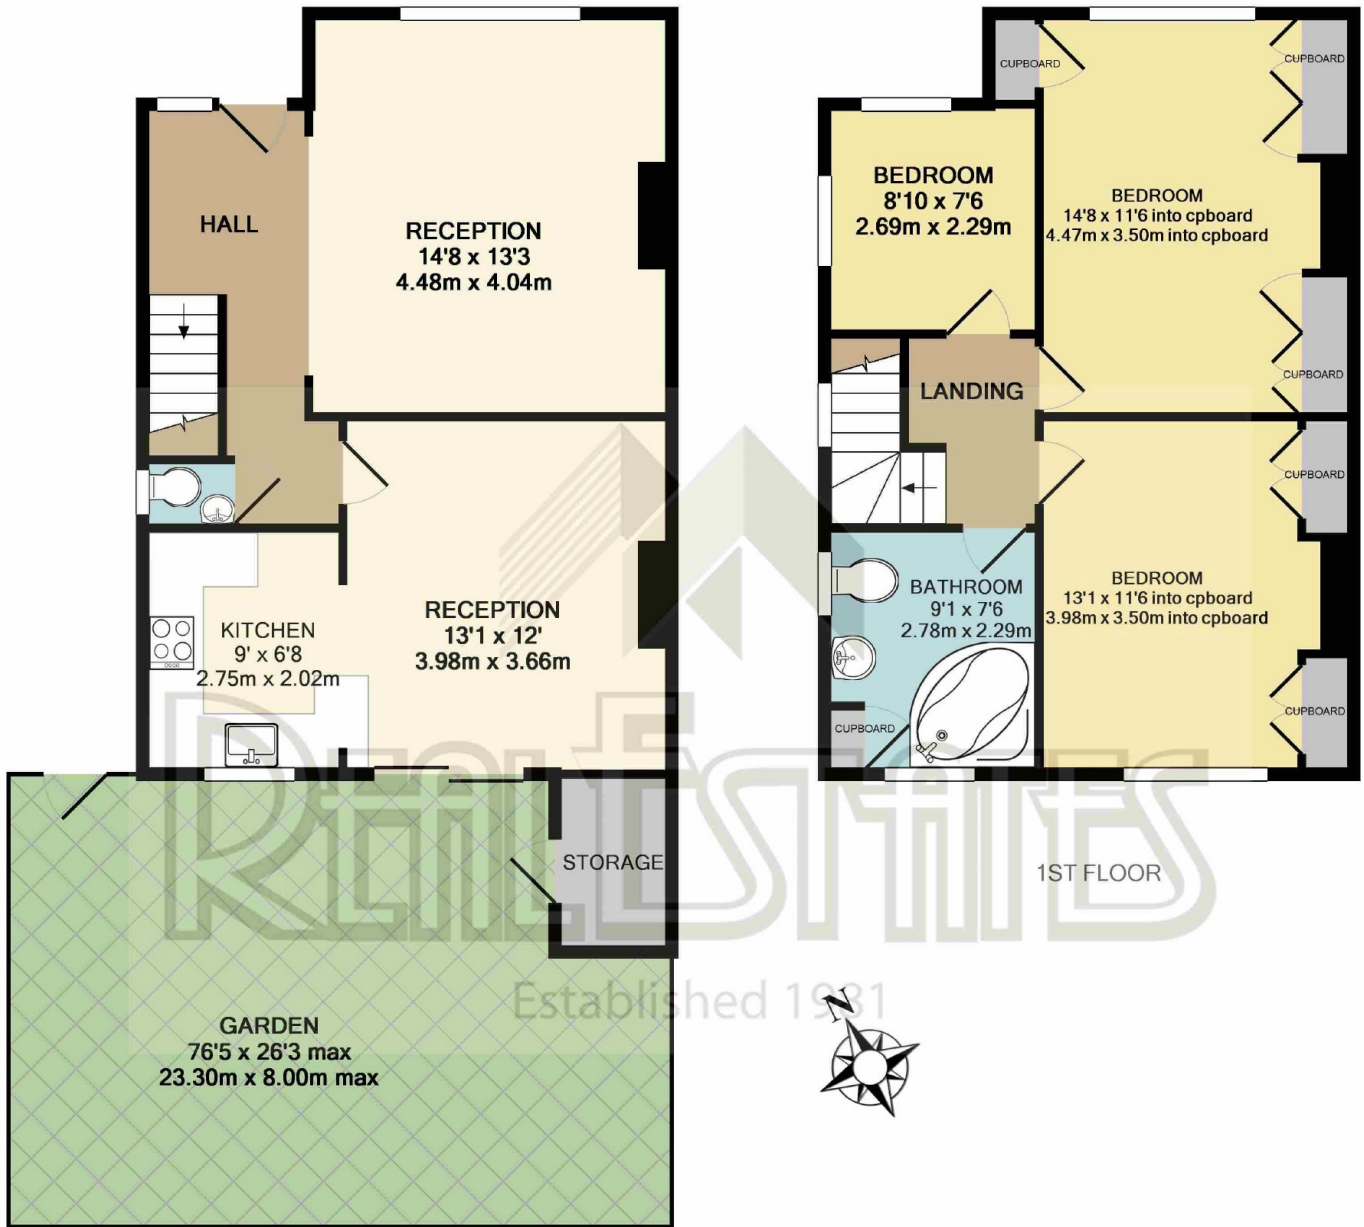 HALL
RECEPTION
14'8 x 13'3
4.48m x 4.04m
KITCHEN
9' x 6'8
2.75m x 2.02m
RECEPTION
13'1 x 12'
3.98m x 3.66m
STORAGE
GARDEN
76'5 x 26'3 max
23.30m x 8.00m max
CUPBOARD
CUPBOARD
BEDROOM
8'10 x 7'6
2.69m x 2.29m
BEDROOM
14'8 x 11'6 into cpboard
4.47m x 3.50m into cpboard
CUPBOARD
LANDING
CUPBOARD
BATHROOM
9'1 x 7'6
2.78m x 2.29m
CUPBOARD
BEDROOM
13'1 x 11'6 into cpboard
3.98m x 3.50m into cpboard
CUPBOARD
1ST FLOOR
N
REALESTATES
Established 1981